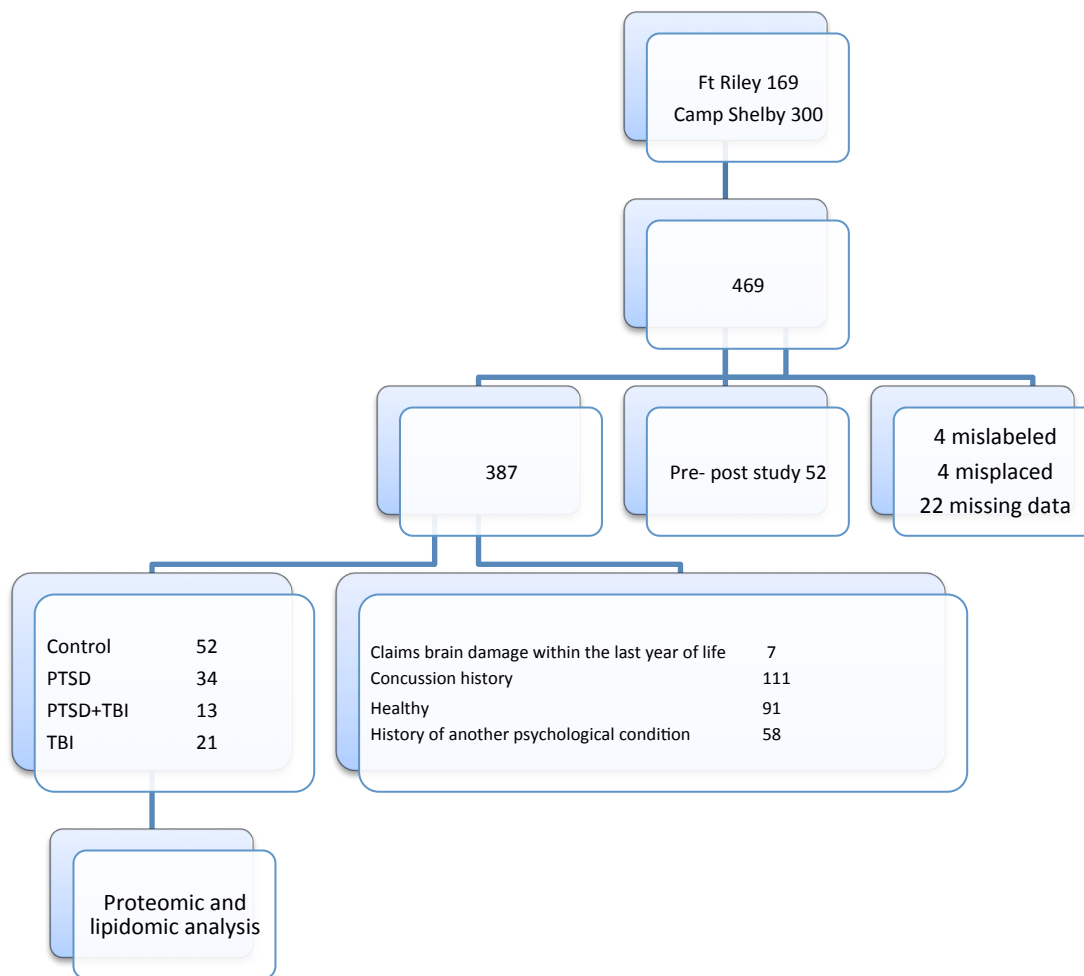 Ft Riley 169
Camp Shelby 300
469
387
Pre- post study 52
4 mislabeled
4 misplaced
22 missing data
Control 52
PTSD 34
PTSD+TBI 13
TBI 21
Claims brain damage within the last year of life 7
Concussion history 111
Healthy 91
History of another psychological condition 58
Proteomic and
lipidomic analysis